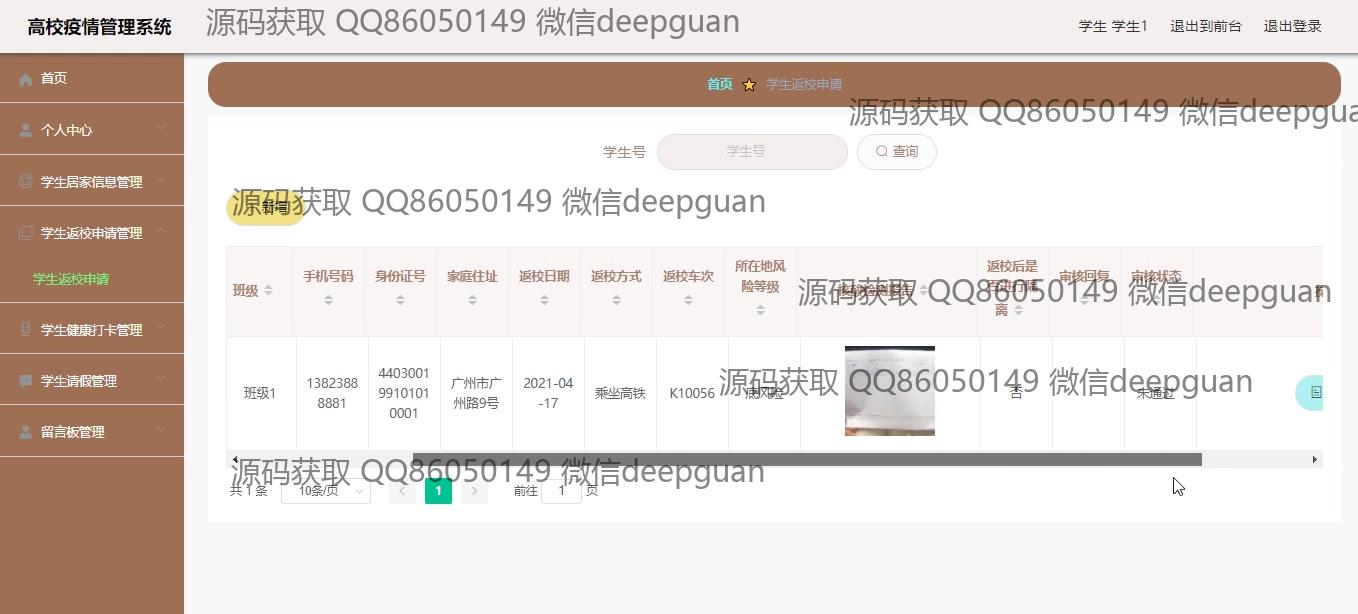 高校疫情管理系统
源码获取 QQ86050149 微信deepguan
学生 学生1
退出到前台
退出登录
首页
个人中心
学生居家信息管理
学生返校申请管理
学生返校申请
学生健康打卡管理
学生请假管理
留言板管理
首页 学生返校申请
源码获取 QQ86050149 微信deepgua
学生号
学生号
查询
源码获取 QQ86050149 微信deepguan
新增
班级
手机号码
身份证号
家庭住址
返校日期
返校方式
返校车次
所在地风
险等级
返校后是
否进行隔
离
审核回复
审核状态
源码获取 QQ86050149 微信deepguan
班级1
1382388
8881
4403001
9910101
0001
广州市广
州路9号
2021-04
-17
乘坐高铁
K10056
低风险
否
未通过
源码获取 QQ86050149 微信deepguan
源码获取 QQ86050149 微信deepguan
共 1 条
10条/页
1
前往
1
页